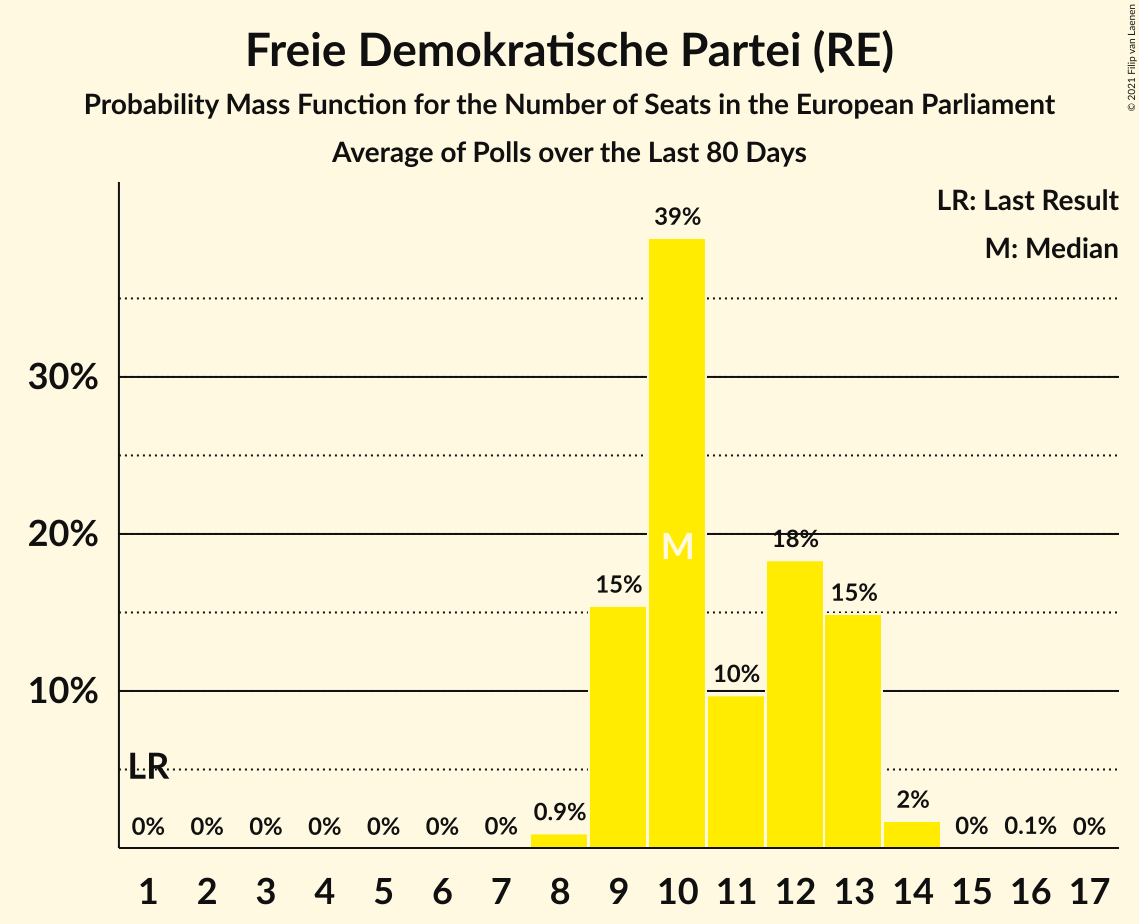 Freie Demokratische Partei (RE)
Probability Mass Function for the Number of Seats in the European Parliament
Average of Polls over the Last 80 Days
© 2021 Filip van Laenen
LR: Last Result
M: Median
39%
30%
20%
18%
M
15%
15%
10%
10%
LR
0% 0% 0% 0% 0% 0% 0% 0.9% 2% 0% 0.1% 0%
1 2 3 4 5 6 7 8 9 10 11 12 13 14 15 16 17